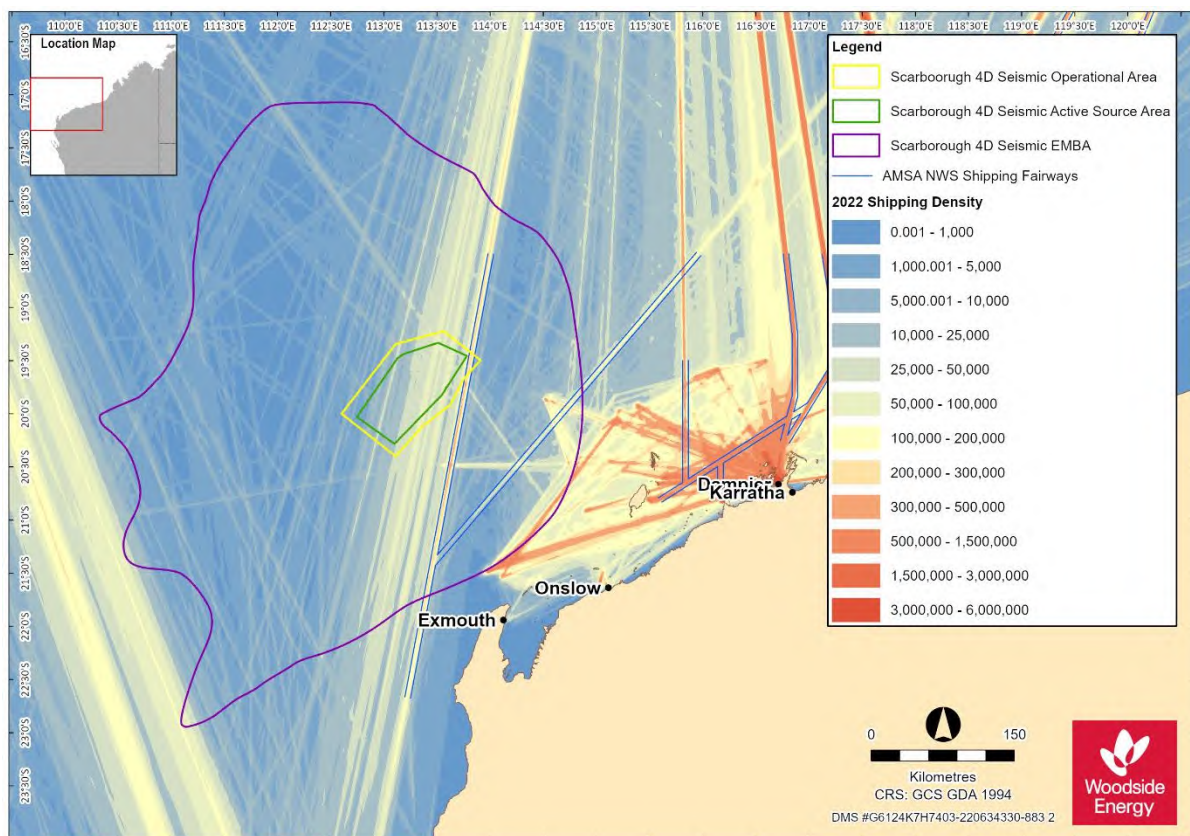 110°0'E 110°30'E 111°0'E 111°30'E 112°0'E 112°30'E 113°0'E 113°30'E 114°0'E 114°30'E 115°0'E 115°30'E 116°0'E 116°30'E 117°0'E 117°30'E 118°0'E 118°30'E 119°0'E 119°30'E 120°0'E
Location Map
16°30'S
17°0'S
17°30'S
18°0'S
18°30'S
19°0'S
19°30'S
20°0'S
20°30'S
21°0'S
21°30'S
22°0'S
22°30'S
23°0'S
23°30'S
Legend
Scarboorugh 4D Seismic Operational Area
Scarborough 4D Seismic Active Source Area
Scarborough 4D Seismic EMBA
AMSA NWS Shipping Fairways
2022 Shipping Density
0.001 - 1,000
1,000.001 - 5,000
5,000.001 - 10,000
10,000 - 25,000
25,000 - 50,000
50,000 - 100,000
100,000 - 200,000
200,000 - 300,000
300,000 - 500,000
500,000 - 1,500,000
1,500,000 - 3,000,000
3,000,000 - 6,000,000
Dampier
Karratha
Onslow
Exmouth
0 150
Kilometres
CRS: GCS GDA 1994
DMS #G6124K7H7403-220634330-883 2
Woodside
Energy